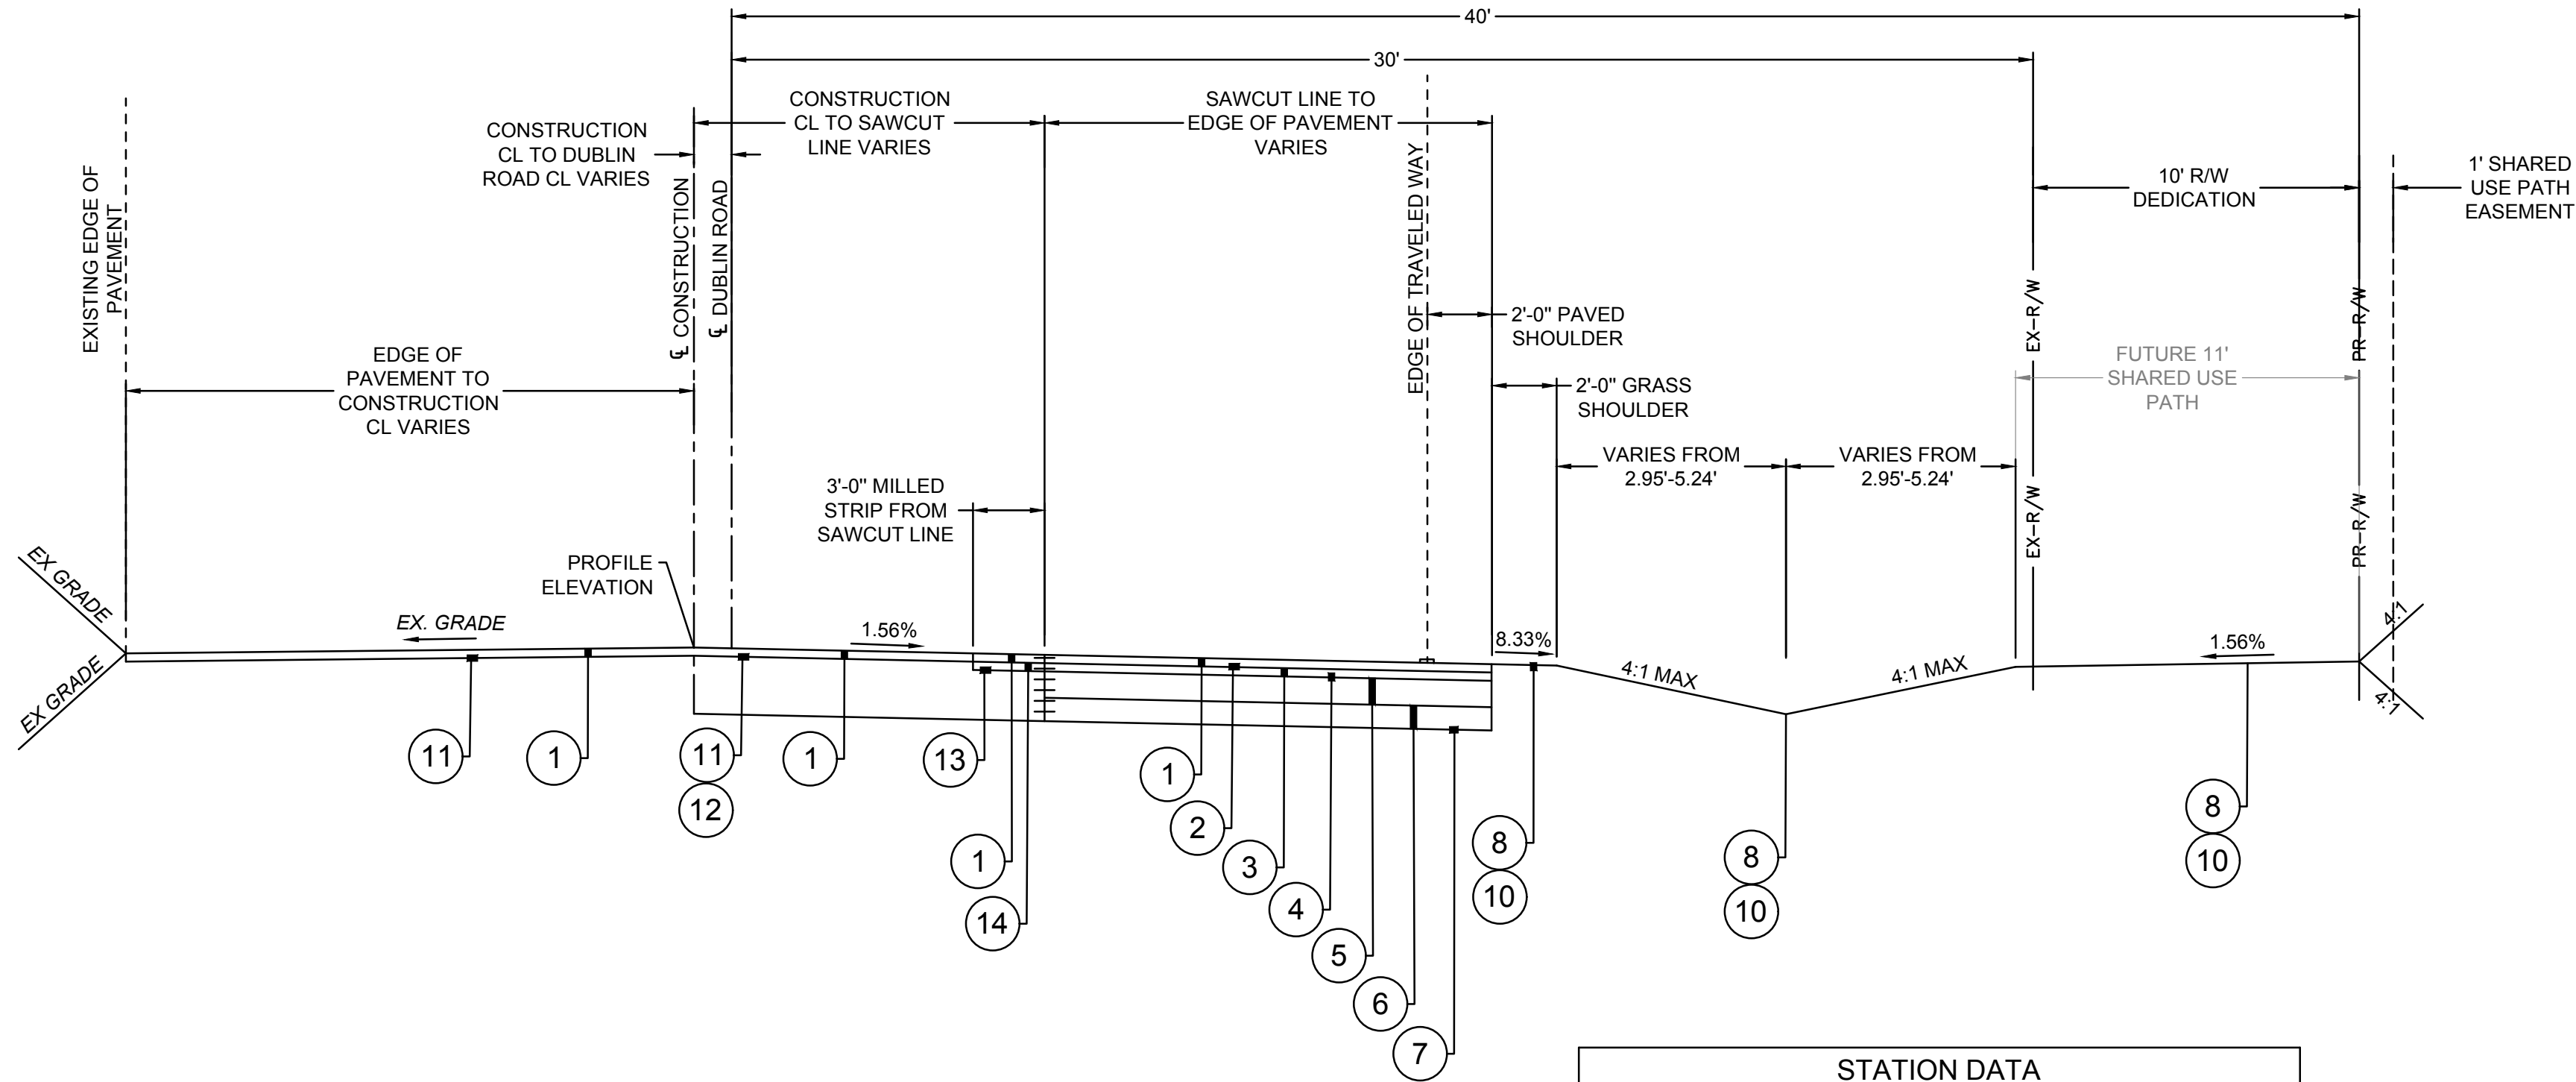 40'
30'
CONSTRUCTION
CL TO DUBLIN
ROAD CL VARIES
CONSTRUCTION
CL TO SAWCUT
LINE VARIES
SAWCUT LINE TO
EDGE OF PAVEMENT
VARIES
10' R/W
DEDICATION
1' SHARED
USE PATH
EASEMENT
EXISTING EDGE OF
PAVEMENT
℄ CONSTRUCTION
℄ DUBLIN ROAD
EDGE OF TRAVELED WAY
2'-0" PAVED
SHOULDER
EX-R/W
PR-R/W
EDGE OF
PAVEMENT TO
CONSTRUCTION
CL VARIES
2'-0" GRASS
SHOULDER
FUTURE 11'
SHARED USE
PATH
3'-0" MILLED
STRIP FROM
SAWCUT LINE
VARIES FROM
2.95'-5.24'
VARIES FROM
2.95'-5.24'
EX-R/W
PR-R/W
PROFILE
ELEVATION
EX GRADE
EX GRADE
EX. GRADE
1.56%
8.33%
4:1 MAX
4:1 MAX
1.56%
4:1
4:1
11
1
11
12
1
13
1
14
1
2
3
4
5
6
7
8
10
8
10
8
10
STATION DATA